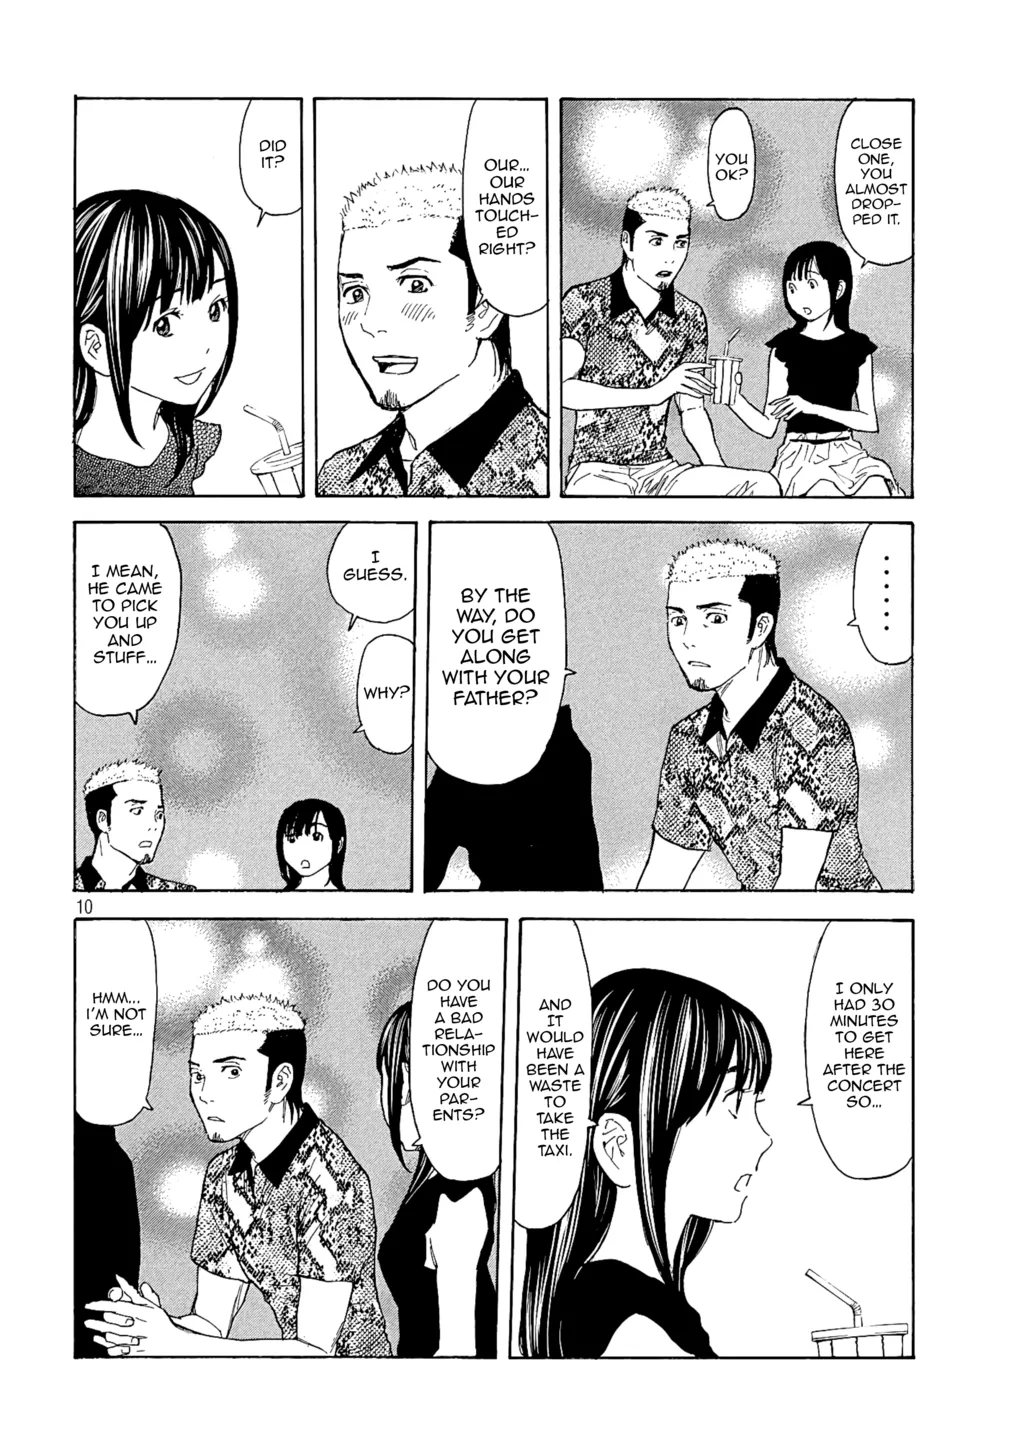 CLOSE
ONE,
YOU
ALMOST
DROP-
PED IT.
YOU
OK?
OUR...
OUR
HANDS
TOUCH-
ED
RIGHT?
DID
IT?
......
BY THE
WAY, DO
YOU GET
ALONG
WITH YOUR
FATHER?
I
GUESS.
WHY?
I MEAN,
HE CAME
TO PICK
YOU UP
AND
STUFF...
10
I ONLY
HAD 30
MINUTES
TO GET
HERE
AFTER THE
CONCERT
SO...
AND
IT
WOULD
HAVE
BEEN A
WASTE
TO
TAKE
THE
TAXI.
DO YOU
HAVE
A BAD
RELA-
TIONSHIP
WITH
YOUR
PAR-
ENTS?
HMM...
I'M NOT
SURE...